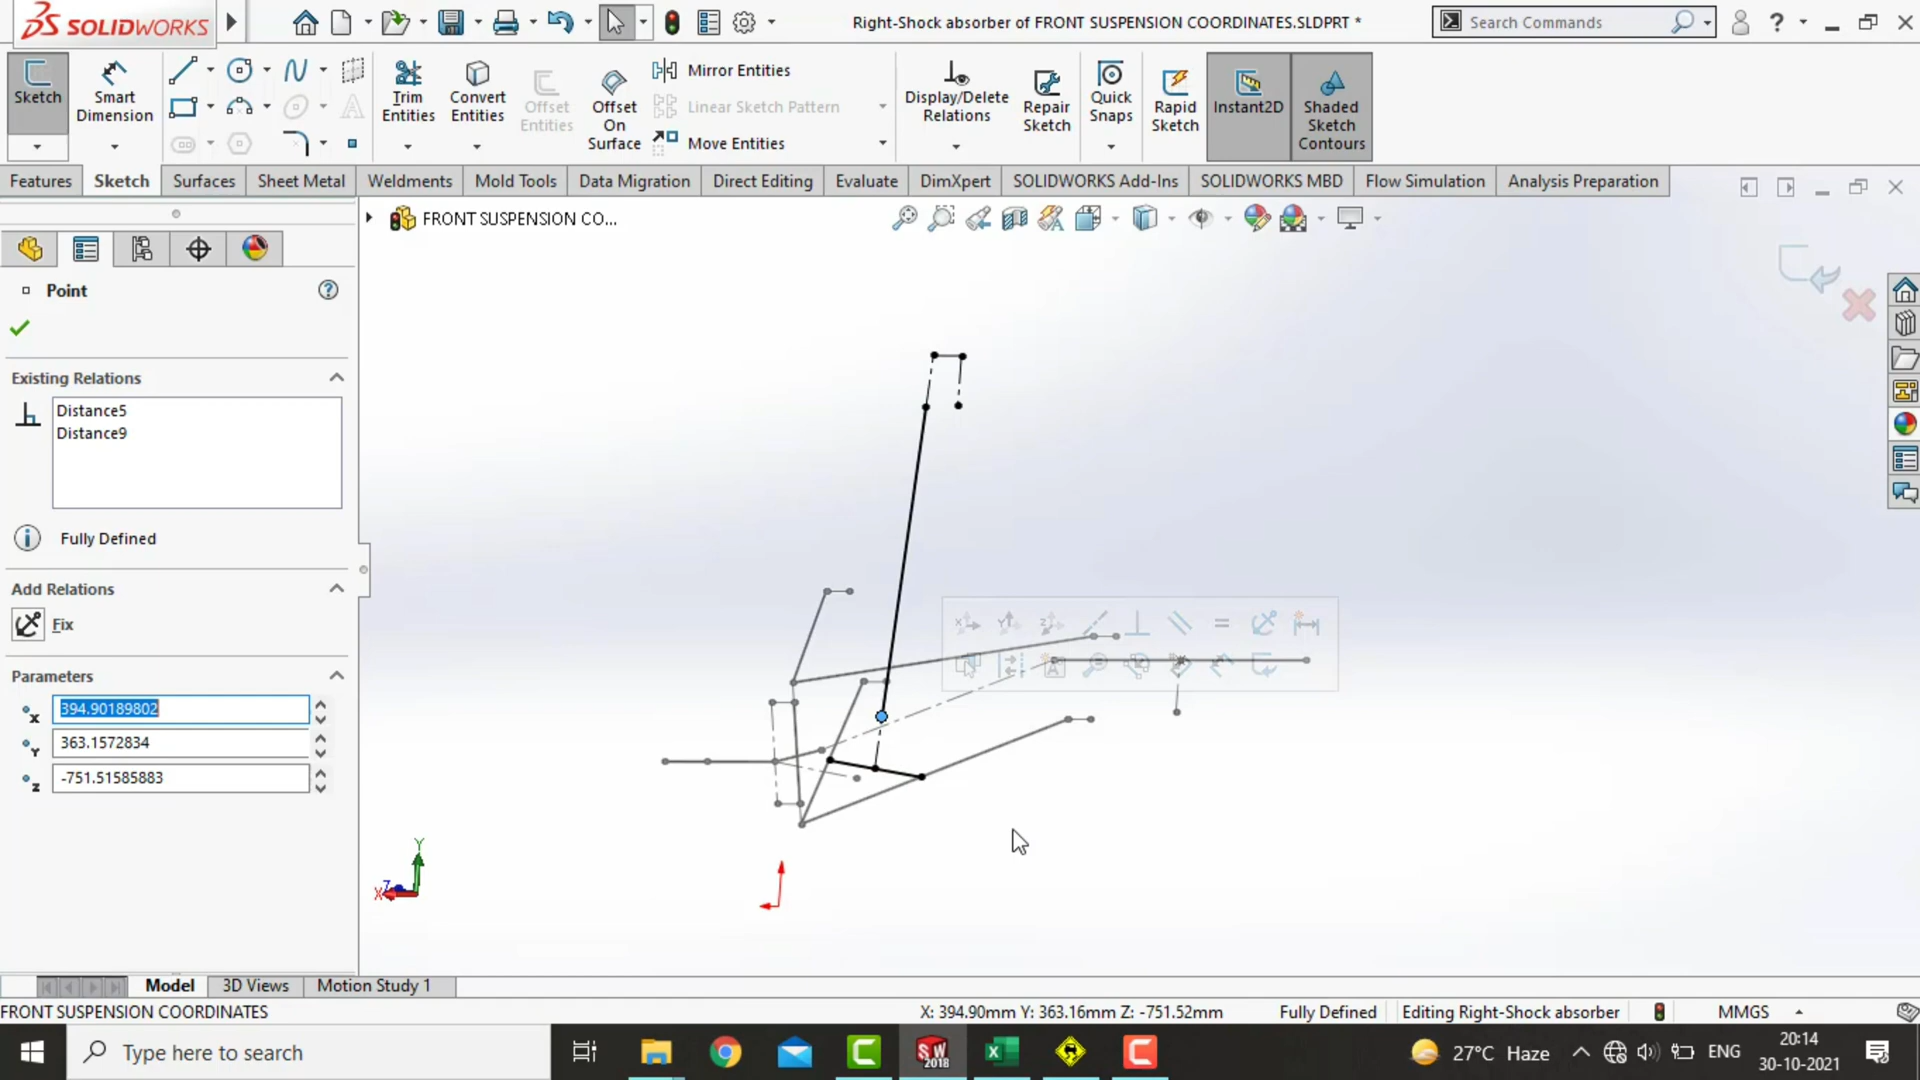 SOLIDWORKS
Right-Shock absorber of FRONT SUSPENSION COORDINATES.SLDPRT *
Search Commands
Sketch
Smart Dimension
Trim Entities
Convert Entities
Offset Entities
Offset On Surface
Mirror Entities
Linear Sketch Pattern
Move Entities
Display/Delete Relations
Repair Sketch
Quick Snaps
Rapid Sketch
Instant2D
Shaded Sketch Contours
Features
Sketch
Surfaces
Sheet Metal
Weldments
Mold Tools
Data Migration
Direct Editing
Evaluate
DimXpert
SOLIDWORKS Add-Ins
SOLIDWORKS MBD
Flow Simulation
Analysis Preparation
FRONT SUSPENSION CO...
Point
Existing Relations
Distance5
Distance9
Fully Defined
Add Relations
Fix
Parameters
X 394.90189802
Y 363.1572834
Z -751.51585883
Y
Z
X
Model
3D Views
Motion Study 1
FRONT SUSPENSION COORDINATES
X: 394.90mm Y: 363.16mm Z: -751.52mm
Fully Defined
Editing Right-Shock absorber
MMGS
Type here to search
SW
2018
27°C Haze
ENG
20:14
30-10-2021